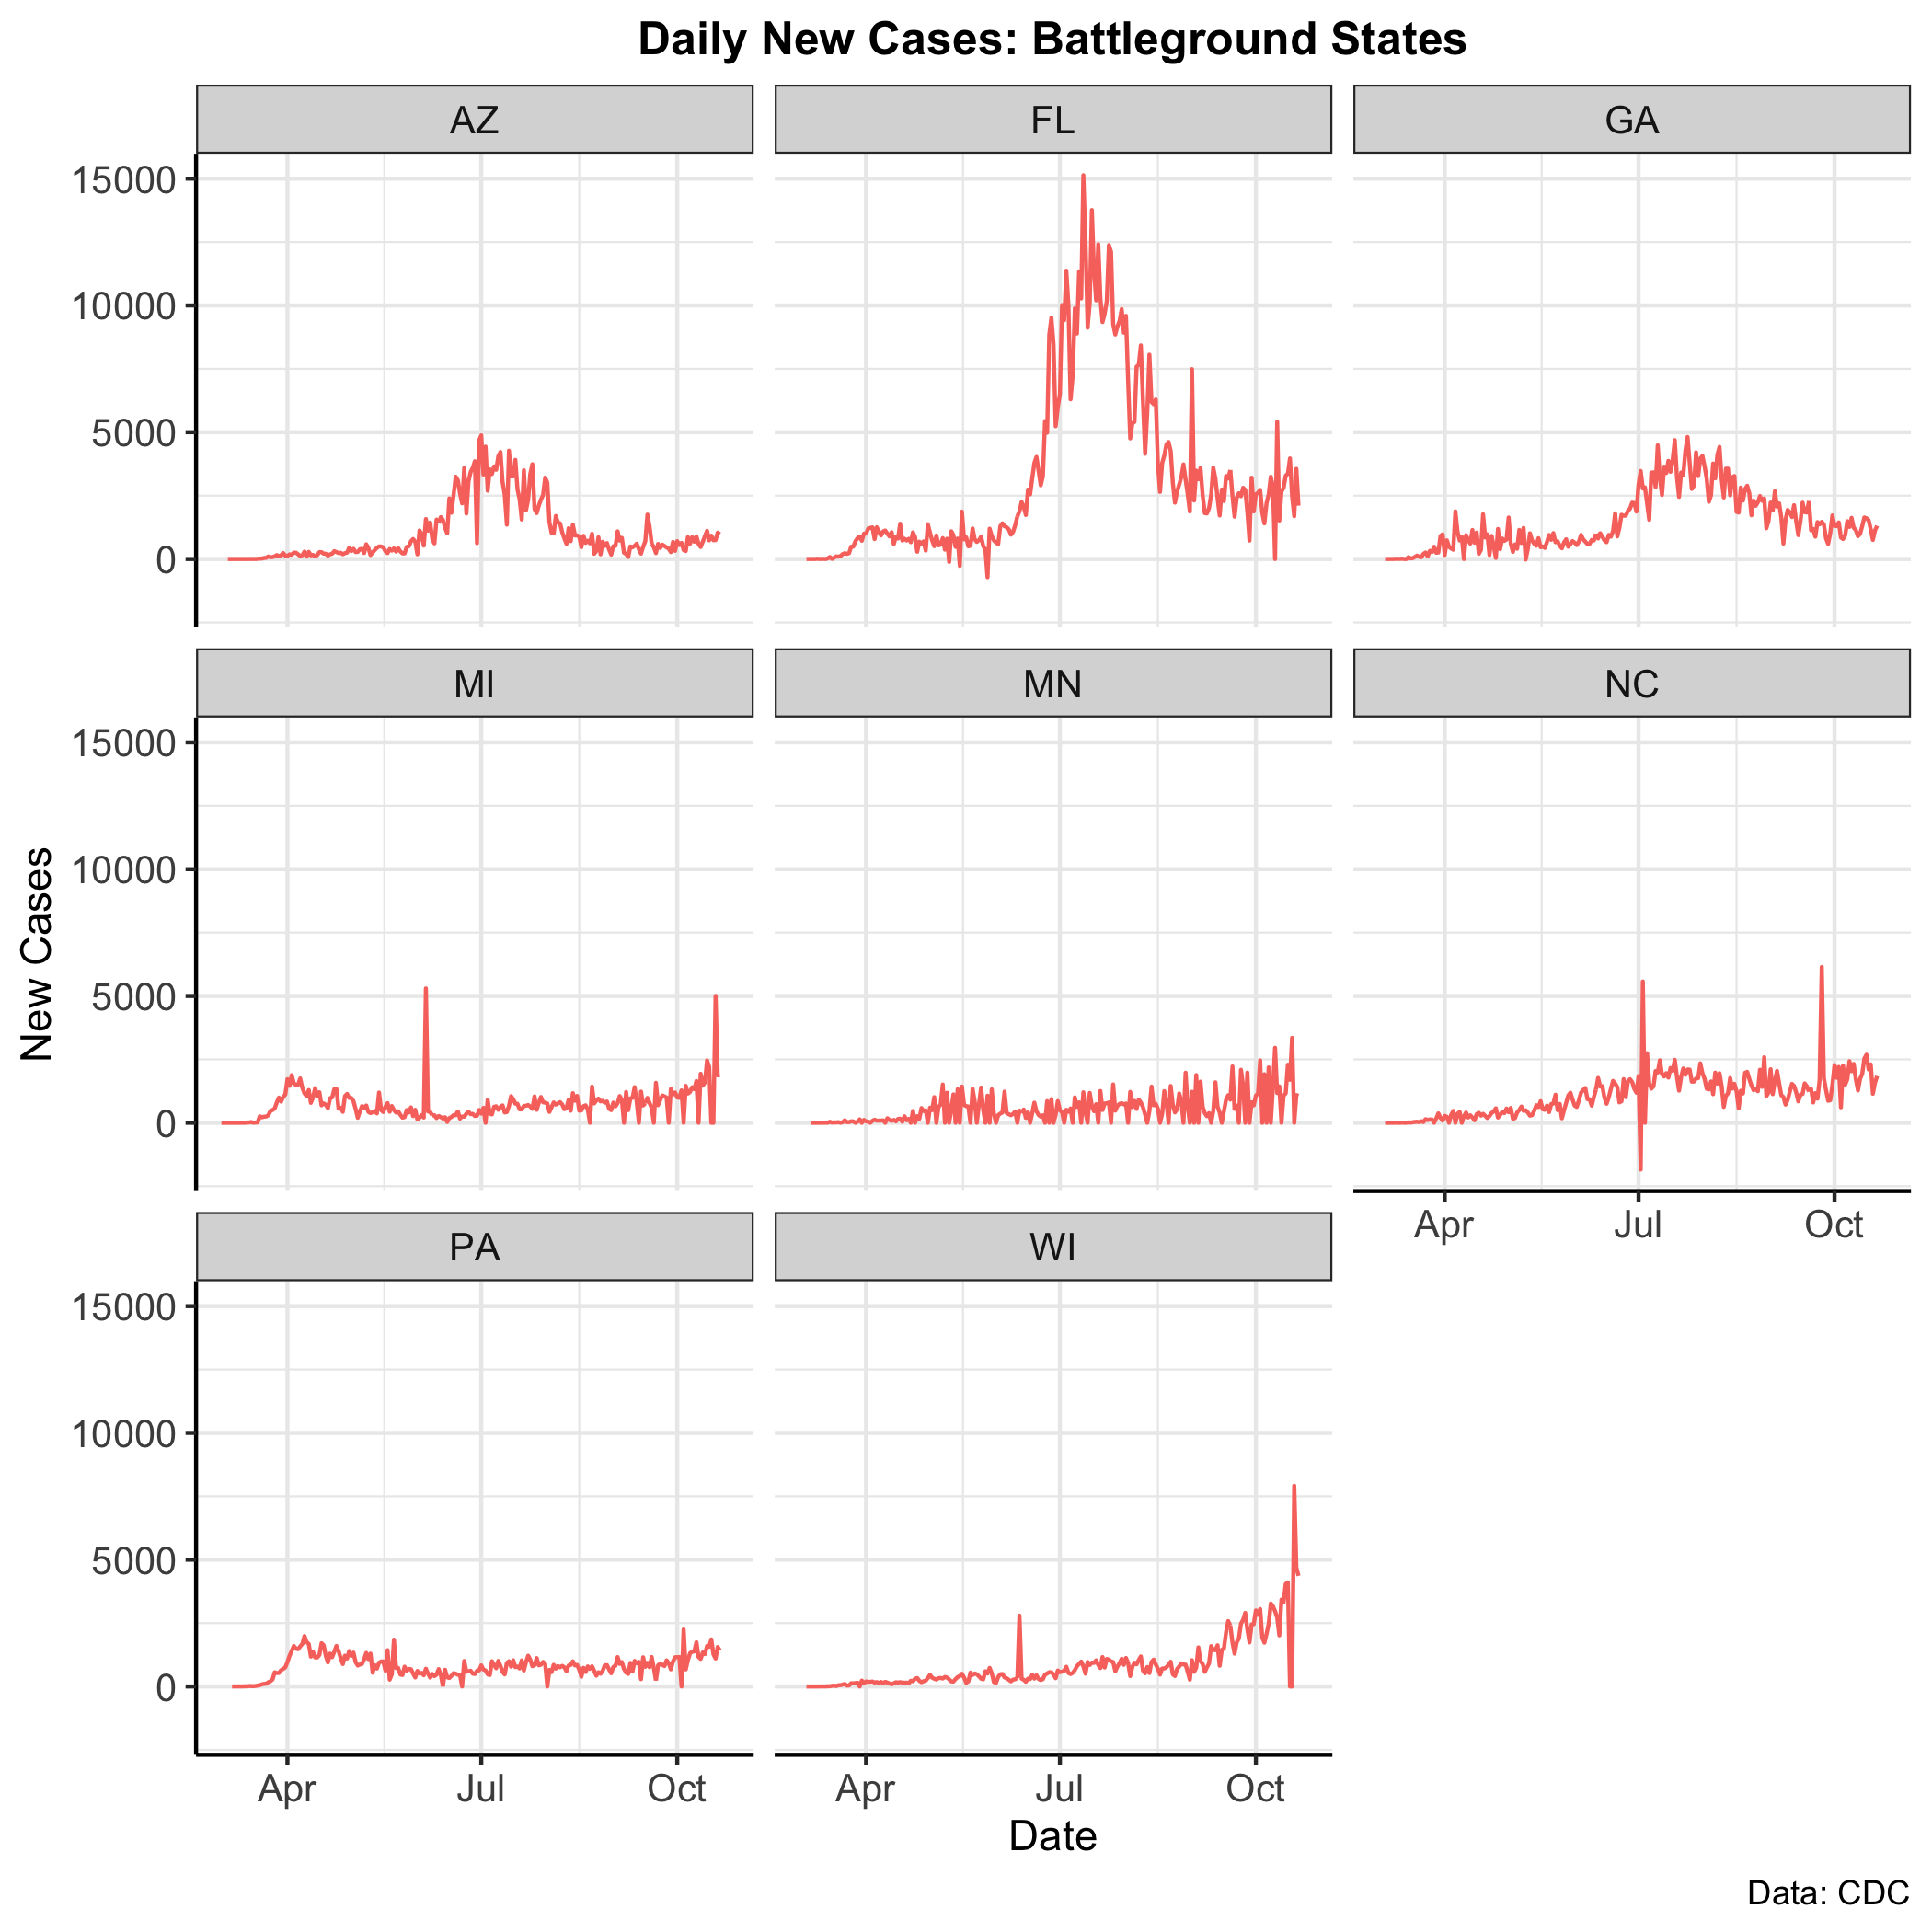 Daily New Cases: Battleground States
AZ
FL
GA
15000
10000
5000
0
MI
MN
NC
15000
10000
5000
0
New Cases
Apr Jul Oct
PA
WI
15000
10000
5000
0
Apr Jul Oct
Apr Jul Oct
Date
Data: CDC